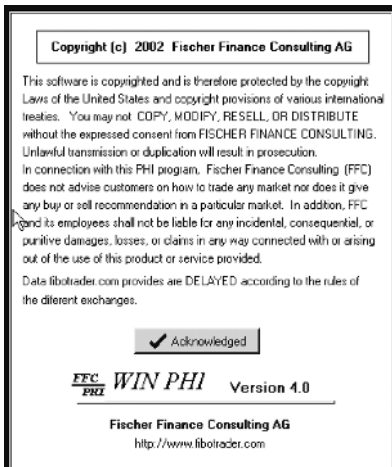 Copyright (c) 2002 Fischer Finance Consulting AG
This software is copyrighted and is therefore protected by the copyright
Laws of the United States and copyright provisions of various international
treaties. You may not COPY, MODIFY, RESELL, OR DISTRIBUTE
without the expressed consent from FISCHER FINANCE CONSULTING.
Unlawful transmission or duplication will result in prosecution.
In connection with this PHI program, Fischer Finance Consulting (FFC)
does not advise customers on how to trade any market nor does it give
any buy or sell recommendation in a particular market. In addition, FFC
and its employees shall not be liable for any incidental, consequential, or
punitive damages, losses, or claims in any way connected with or arising
out of the use of this product or service provided.
Data fibotrader.com provides are DELAYED according to the rules of
the diferent exchanges.
Acknowledged
FFC
PHI
WIN PHI Version 4.0
Fischer Finance Consulting AG
http://www.fibotrader.com